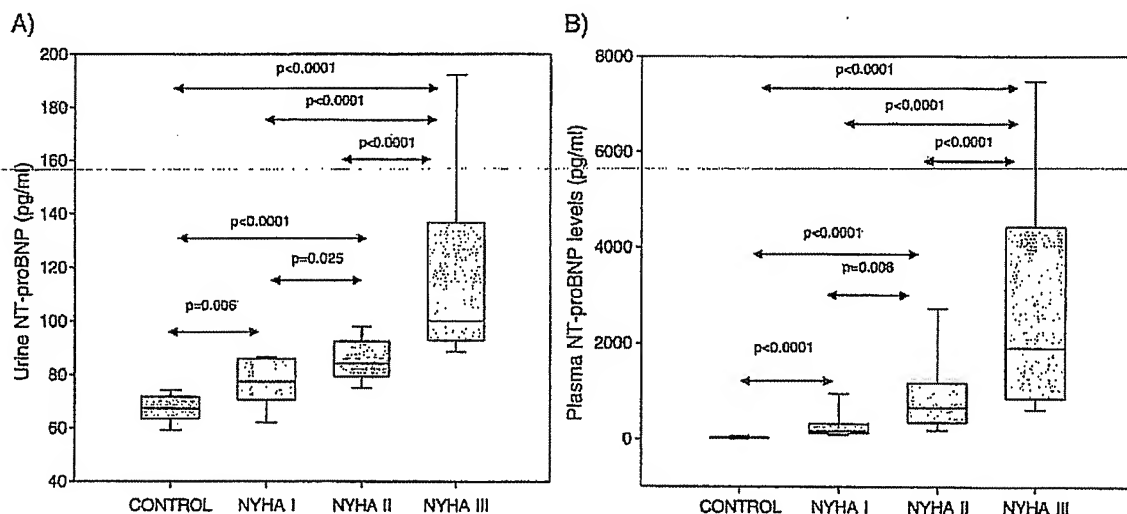 A)
Urine NT-proBNP (pg/ml)
200
180
160
140
120
100
80
60
40
p<0.0001
p<0.0001
p<0.0001
p<0.0001
p=0.025
p=0.006
CONTROL NYHA I NYHA II NYHA III
B)
Plasma NT-proBNP levels (pg/ml)
8000
6000
4000
2000
0
p<0.0001
p<0.0001
p<0.0001
p<0.0001
p=0.006
p<0.0001
CONTROL NYHA I NYHA II NYHA III